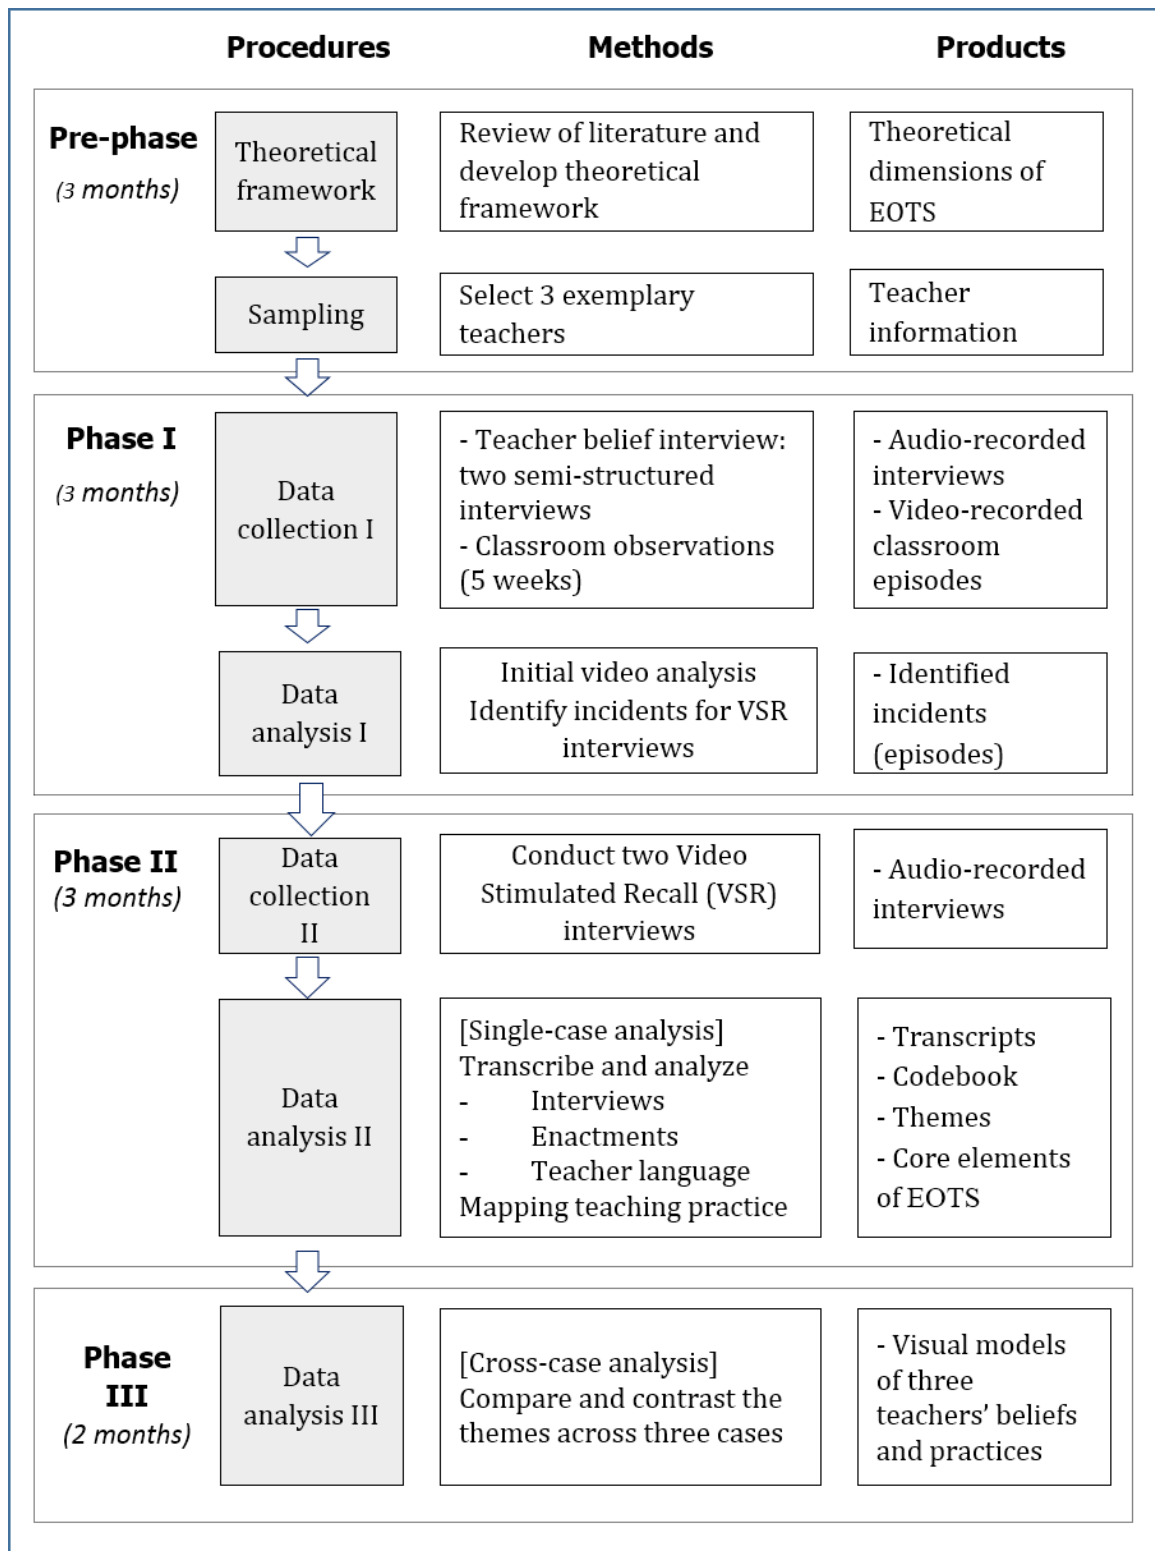 Procedures Methods Products
Pre-phase
(3 months)
Theoretical
framework
Review of literature and
develop theoretical
framework
Theoretical
dimensions of
EOTS
Sampling
Select 3 exemplary
teachers
Teacher
information
Phase I
(3 months)
Data
collection I
- Teacher belief interview:
two semi-structured
interviews
- Classroom observations
(5 weeks)
- Audio-recorded
interviews
- Video-recorded
classroom
episodes
Data
analysis I
Initial video analysis
Identify incidents for VSR
interviews
- Identified
incidents
(episodes)
Phase II
(3 months)
Data
collection
II
Conduct two Video
Stimulated Recall (VSR)
interviews
- Audio-recorded
interviews
Data
analysis II
[Single-case analysis]
Transcribe and analyze
- Interviews
- Enactments
- Teacher language
Mapping teaching practice
- Transcripts
- Codebook
- Themes
- Core elements
of EOTS
Phase
III
(2 months)
Data
analysis III
[Cross-case analysis]
Compare and contrast the
themes across three cases
- Visual models
of three
teachers’ beliefs
and practices